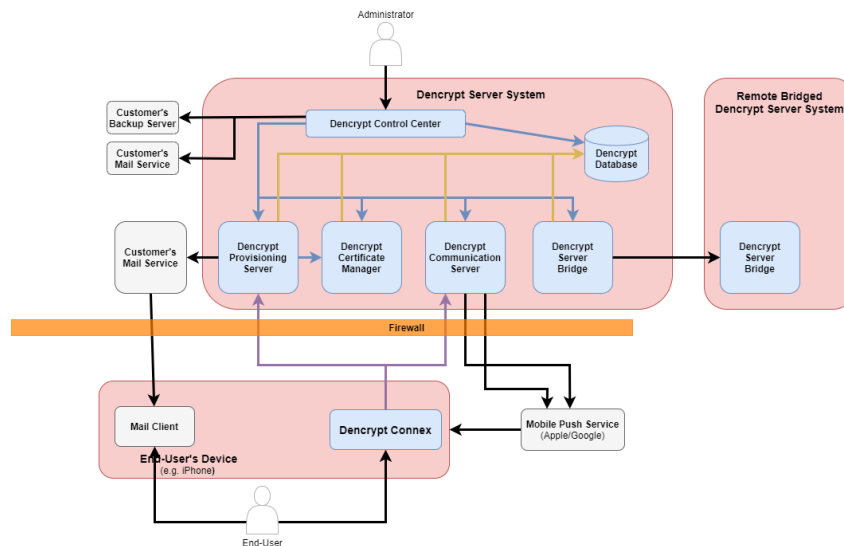 Administrator
Dencrypt Server System
Remote Bridged
Dencrypt Server System
Customer's
Backup Server
Dencrypt Control Center
Customer's
Mail Service
Dencrypt
Database
Customer's
Mail Service
Dencrypt
Provisioning
Server
Dencrypt
Certificate
Manager
Dencrypt
Communication
Server
Dencrypt
Server
Bridge
Dencrypt
Server
Bridge
Firewall
Mail Client
Dencrypt Connex
Mobile Push Service
(Apple/Google)
End-User's Device
(e.g. iPhone)
End-User